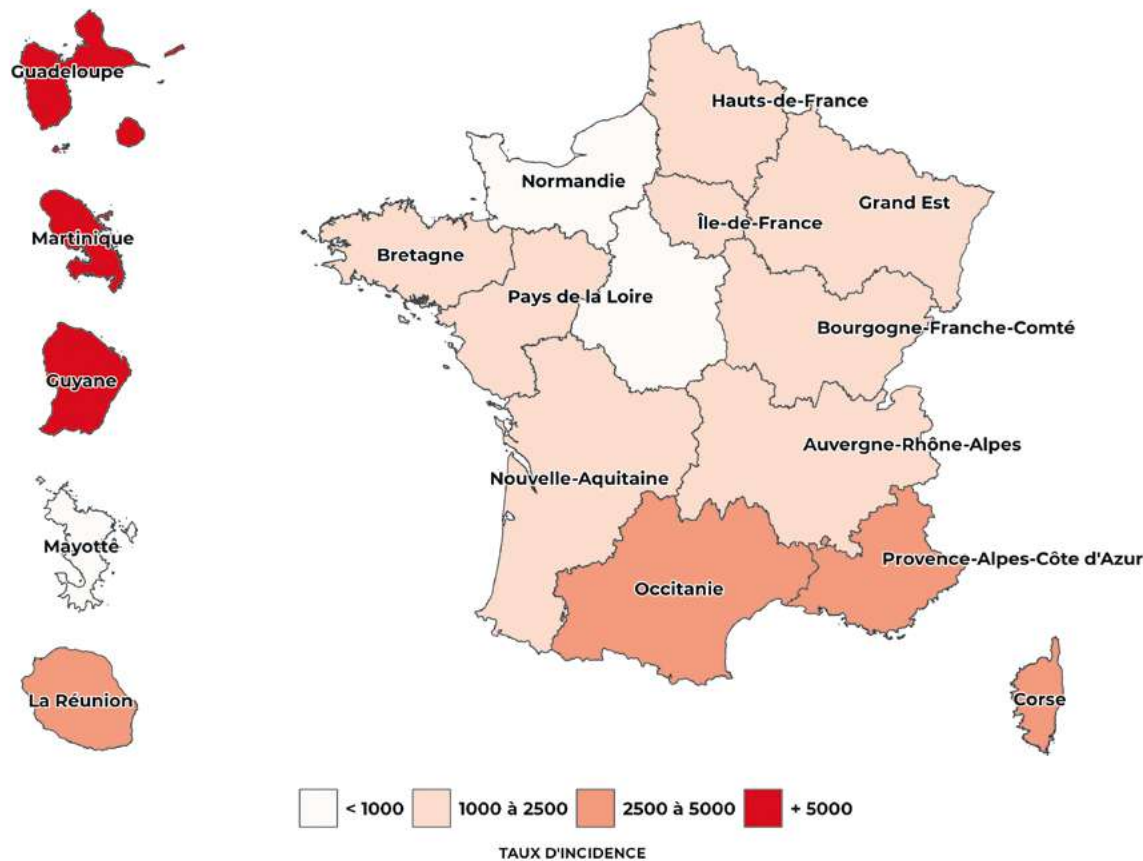 Guadeloupe
Martinique
Guyane
Mayotte
La Réunion
Hauts-de-France
Normandie
Île-de-France
Grand Est
Bretagne
Pays de la Loire
Bourgogne-Franche-Comté
Auvergne-Rhône-Alpes
Nouvelle-Aquitaine
Provence-Alpes-Côte d'Azur
Occitanie
Corse
< 1000
1000 à 2500
2500 à 5000
+ 5000
TAUX D'INCIDENCE